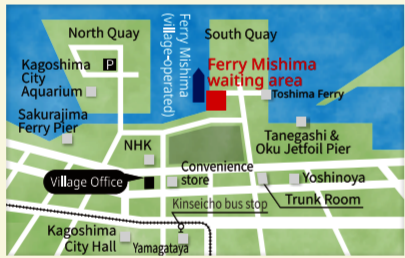 North Quay
South Quay
Ferry Mishima
(village-operated)
P
Kagoshima
City
Aquarium
Ferry Mishima
waiting area
Toshima Ferry
Sakurajima
Ferry Pier
Tanegashi &
Oku Jetfoil Pier
NHK
Convenience
store
Village Office
Yoshinoya
Trunk Room
Kinseicho bus stop
Kagoshima
City Hall
Yamagataya